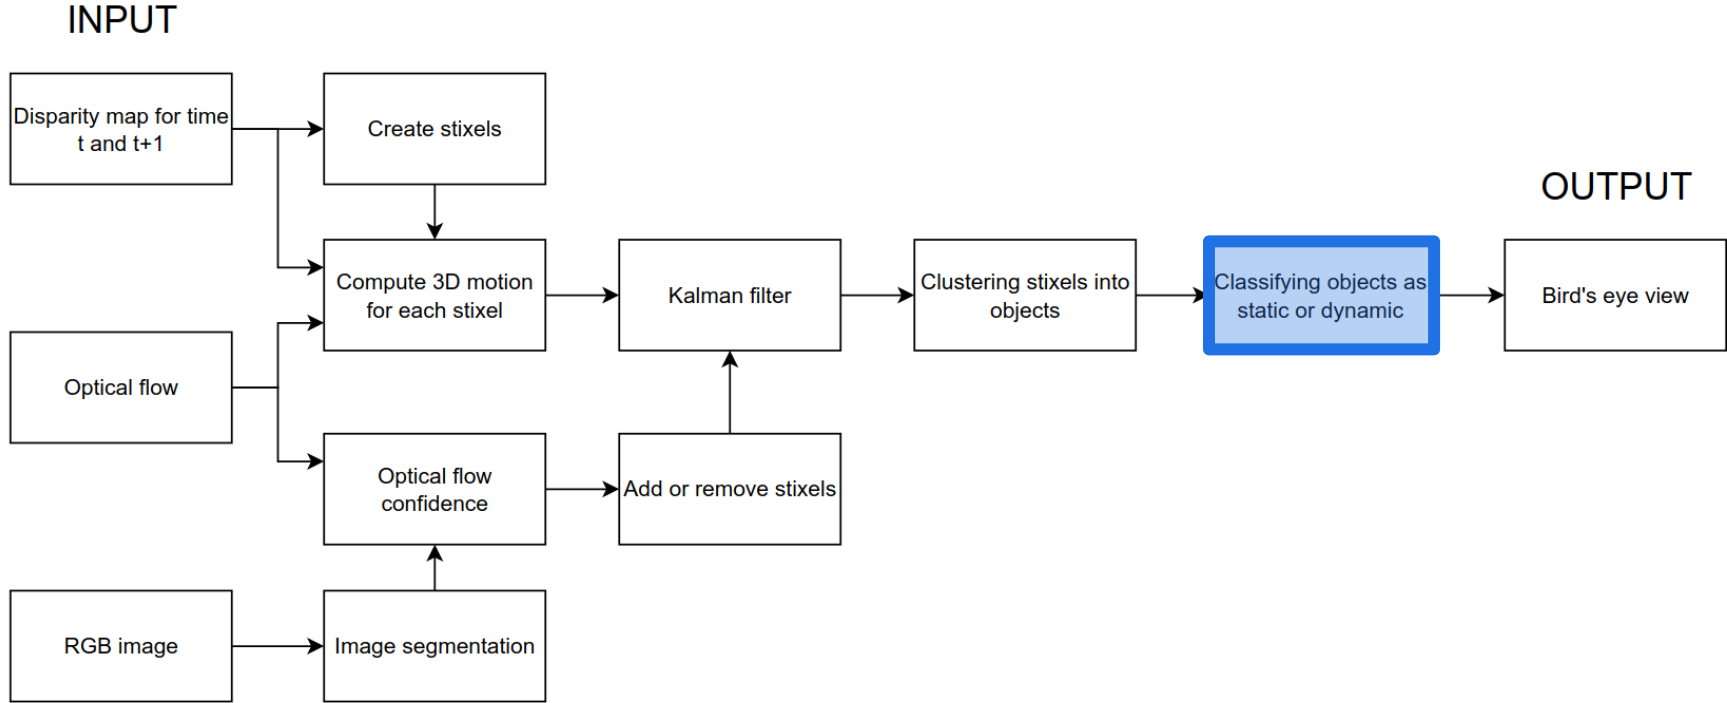 INPUT
Disparity map for time
t and t+1
Create stixels
OUTPUT
Compute 3D motion
for each stixel
Kalman filter
Clustering stixels into
objects
Classifying objects as
static or dynamic
Bird's eye view
Optical flow
Optical flow
confidence
Add or remove stixels
RGB image
Image segmentation